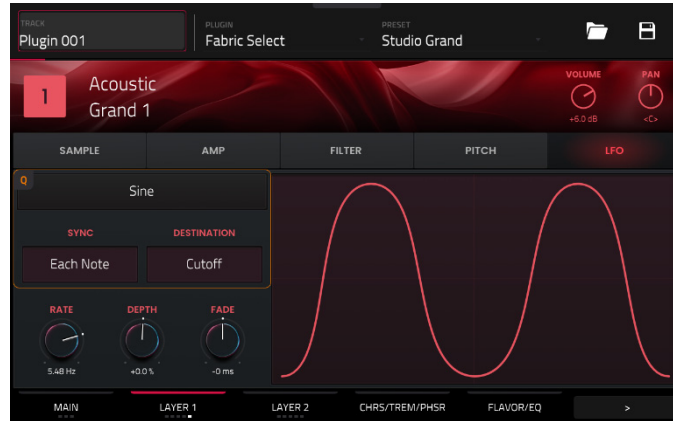 TRACK
PLUGIN
PRESET
Plugin 001
Fabric Select
Studio Grand
1
Acoustic
Grand 1
VOLUME
PAN
+6.0 dB
<C>
SAMPLE
AMP
FILTER
PITCH
LFO
Q
Sine
SYNC
DESTINATION
Each Note
Cutoff
RATE
DEPTH
FADE
5.48 Hz
+0.0 %
-0 ms
MAIN
LAYER 1
LAYER 2
CHRS/TREM/PHSR
FLAVOR/EQ
>